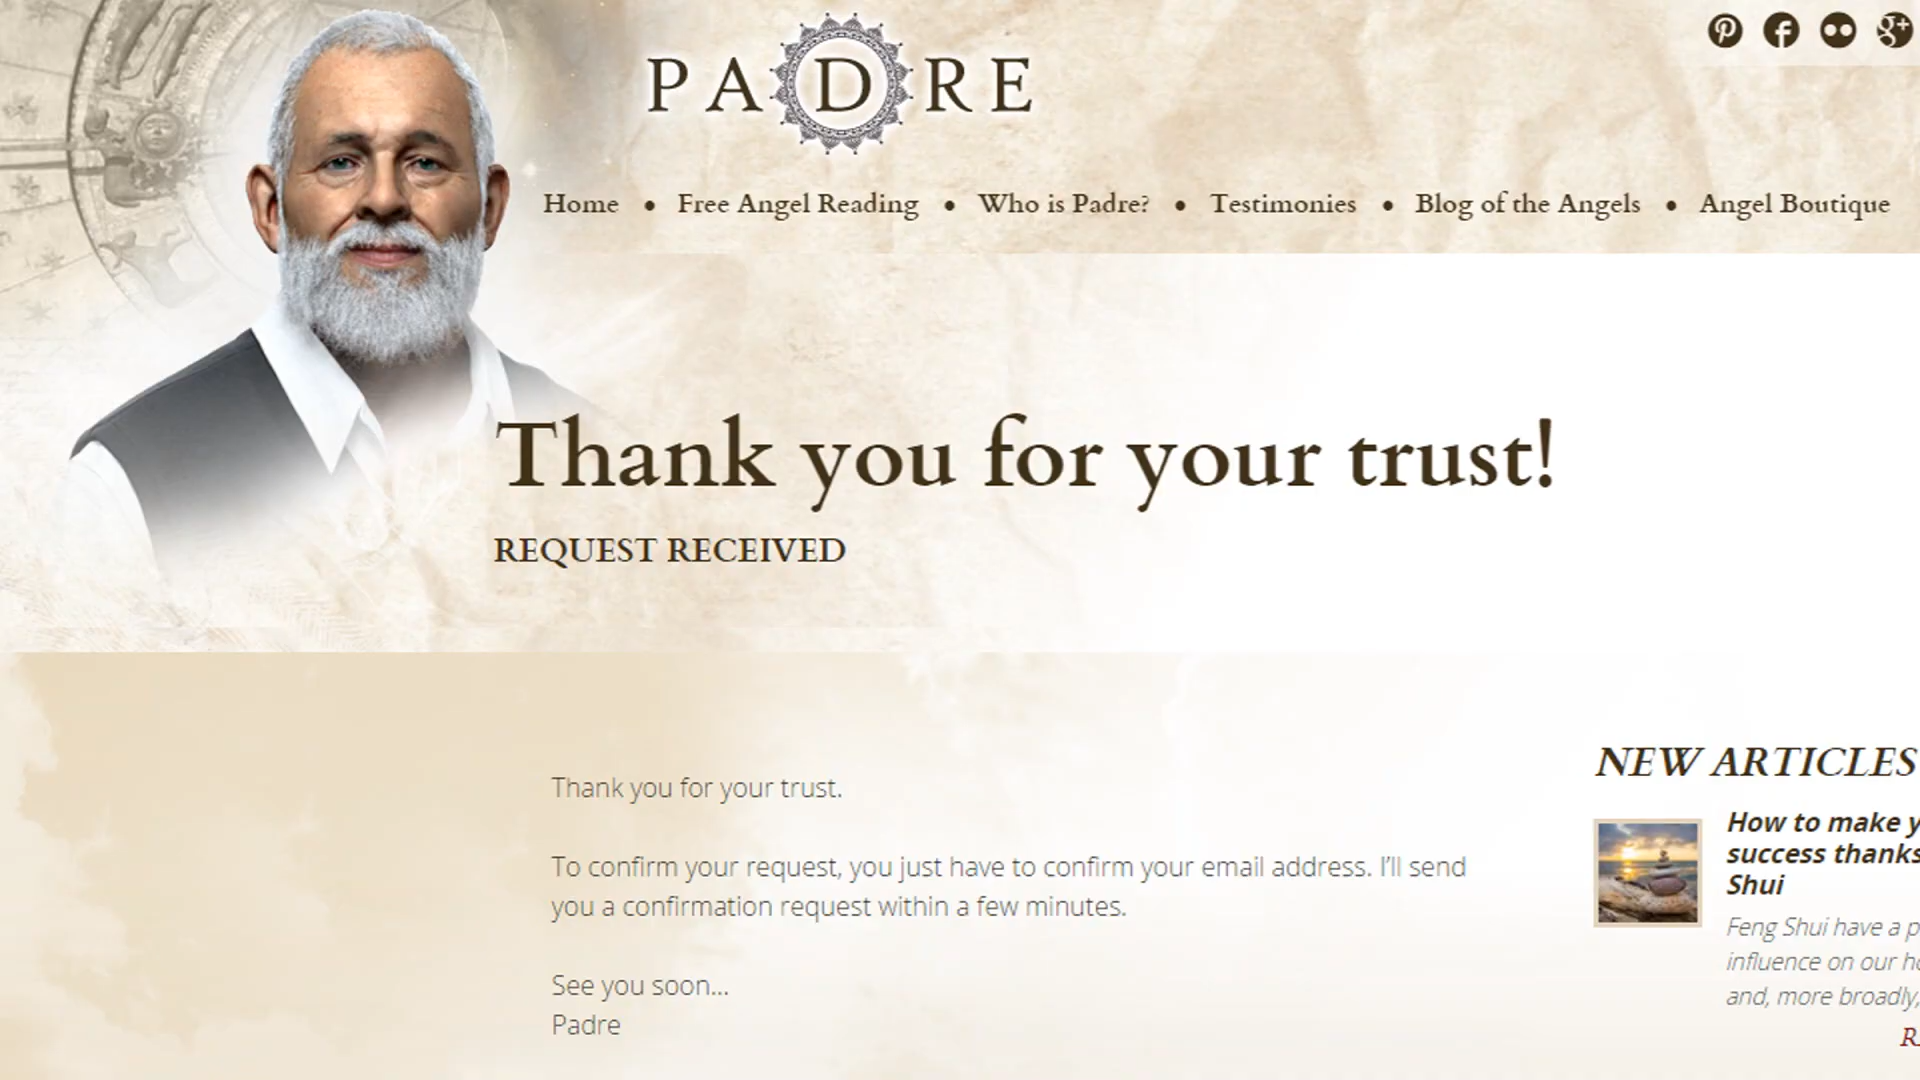 PADRE
Home • Free Angel Reading • Who is Padre? • Testimonies • Blog of the Angels • Angel Boutique
Thank you for your trust!
REQUEST RECEIVED
Thank you for your trust.
To confirm your request, you just have to confirm your email address. I'll send
you a confirmation request within a few minutes.
See you soon...
Padre
NEW ARTICLES
How to make
success thanks
Shui
Feng Shui have a
influence on our
and, more broadly,